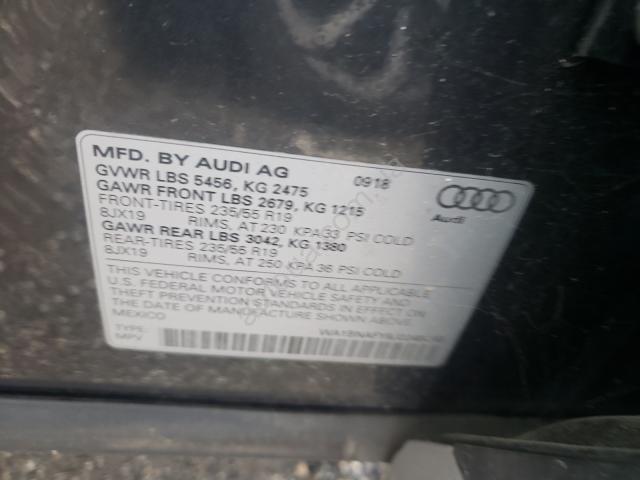 MFD. BY AUDI AG 0918
GVWR LBS 5456, KG 2475
GAWR FRONT LBS 2679, KG 1215
FRONT-TIRES 235/55 R19
8JX19 RIMS, AT 230 KPA/33 PSI COLD
GAWR REAR LBS 3042, KG 1380
REAR-TIRES 235/55 R19
8JX19 RIMS, AT 250 KPA 36 PSI COLD
THIS VEHICLE CONFORMS TO ALL APPLICABLE
U.S. FEDERAL MOTOR VEHICLE SAFETY AND
THEFT PREVENTION STANDARDS IN EFFECT ON
THE DATE OF MANUFACTURE SHOWN ABOVE.
MEXICO
TYPE:
MPV
Audi